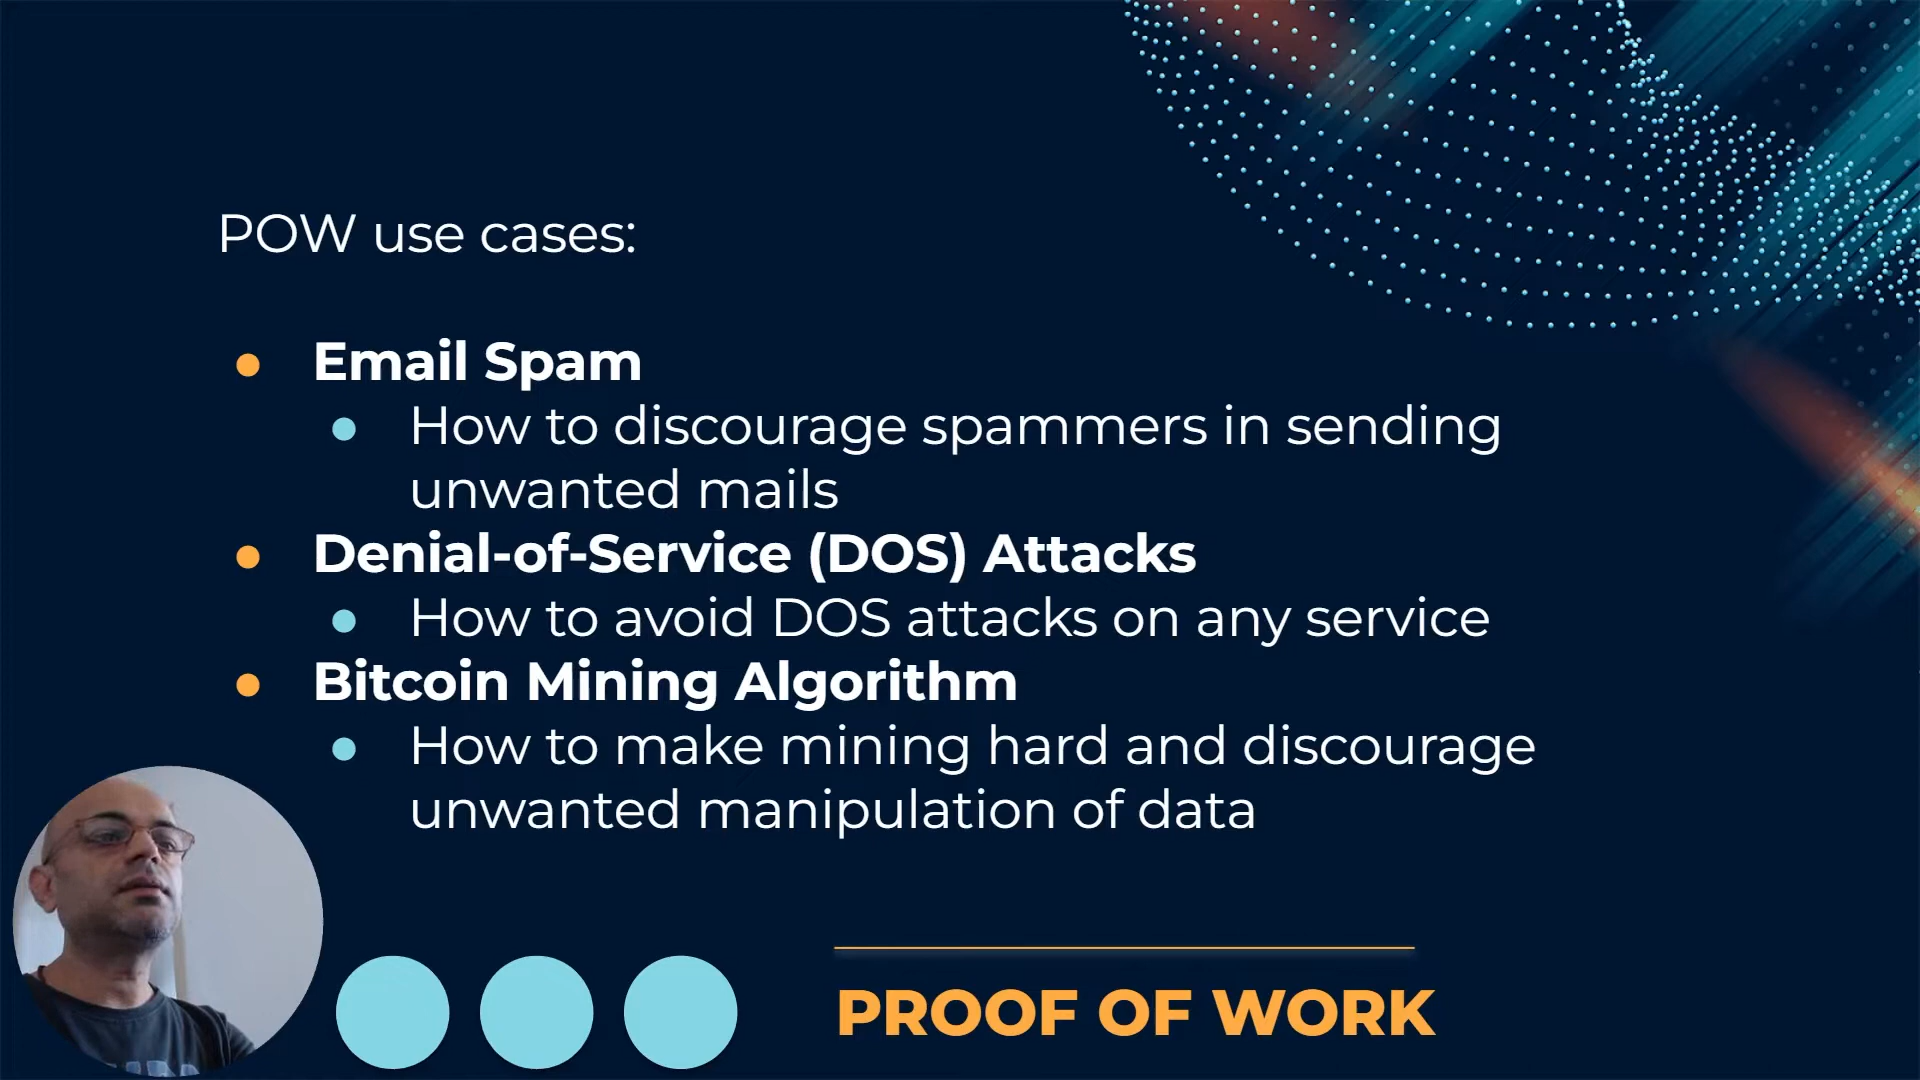 POW use cases:
Email Spam
How to discourage spammers in sending
unwanted mails
Denial-of-Service (DOS) Attacks
How to avoid DOS attacks on any service
Bitcoin Mining Algorithm
How to make mining hard and discourage
unwanted manipulation of data
PROOF OF WORK